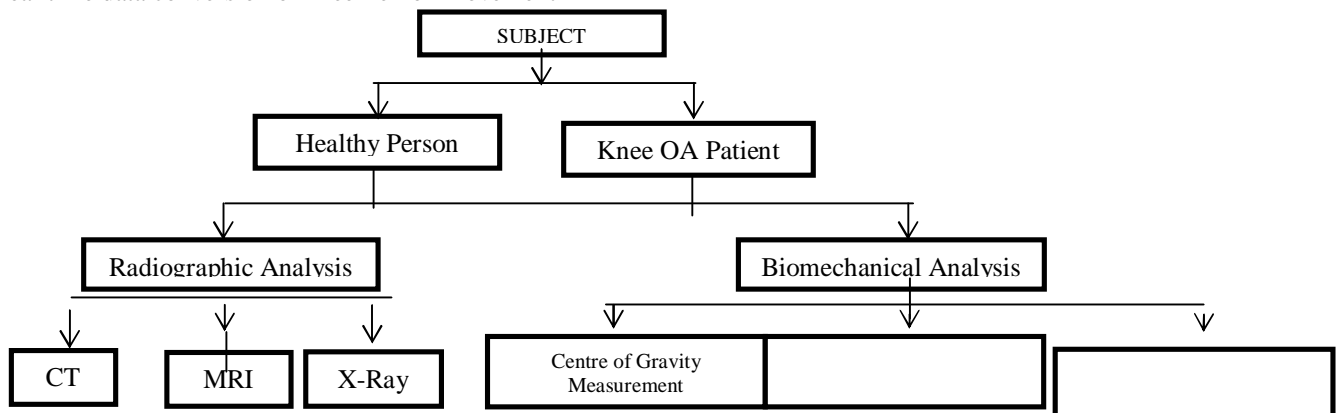 SUBJECT
Healthy Person
Knee OA Patient
Radiographic Analysis
Biomechanical Analysis
CT
MRI
X-Ray
Centre of Gravity
Measurement